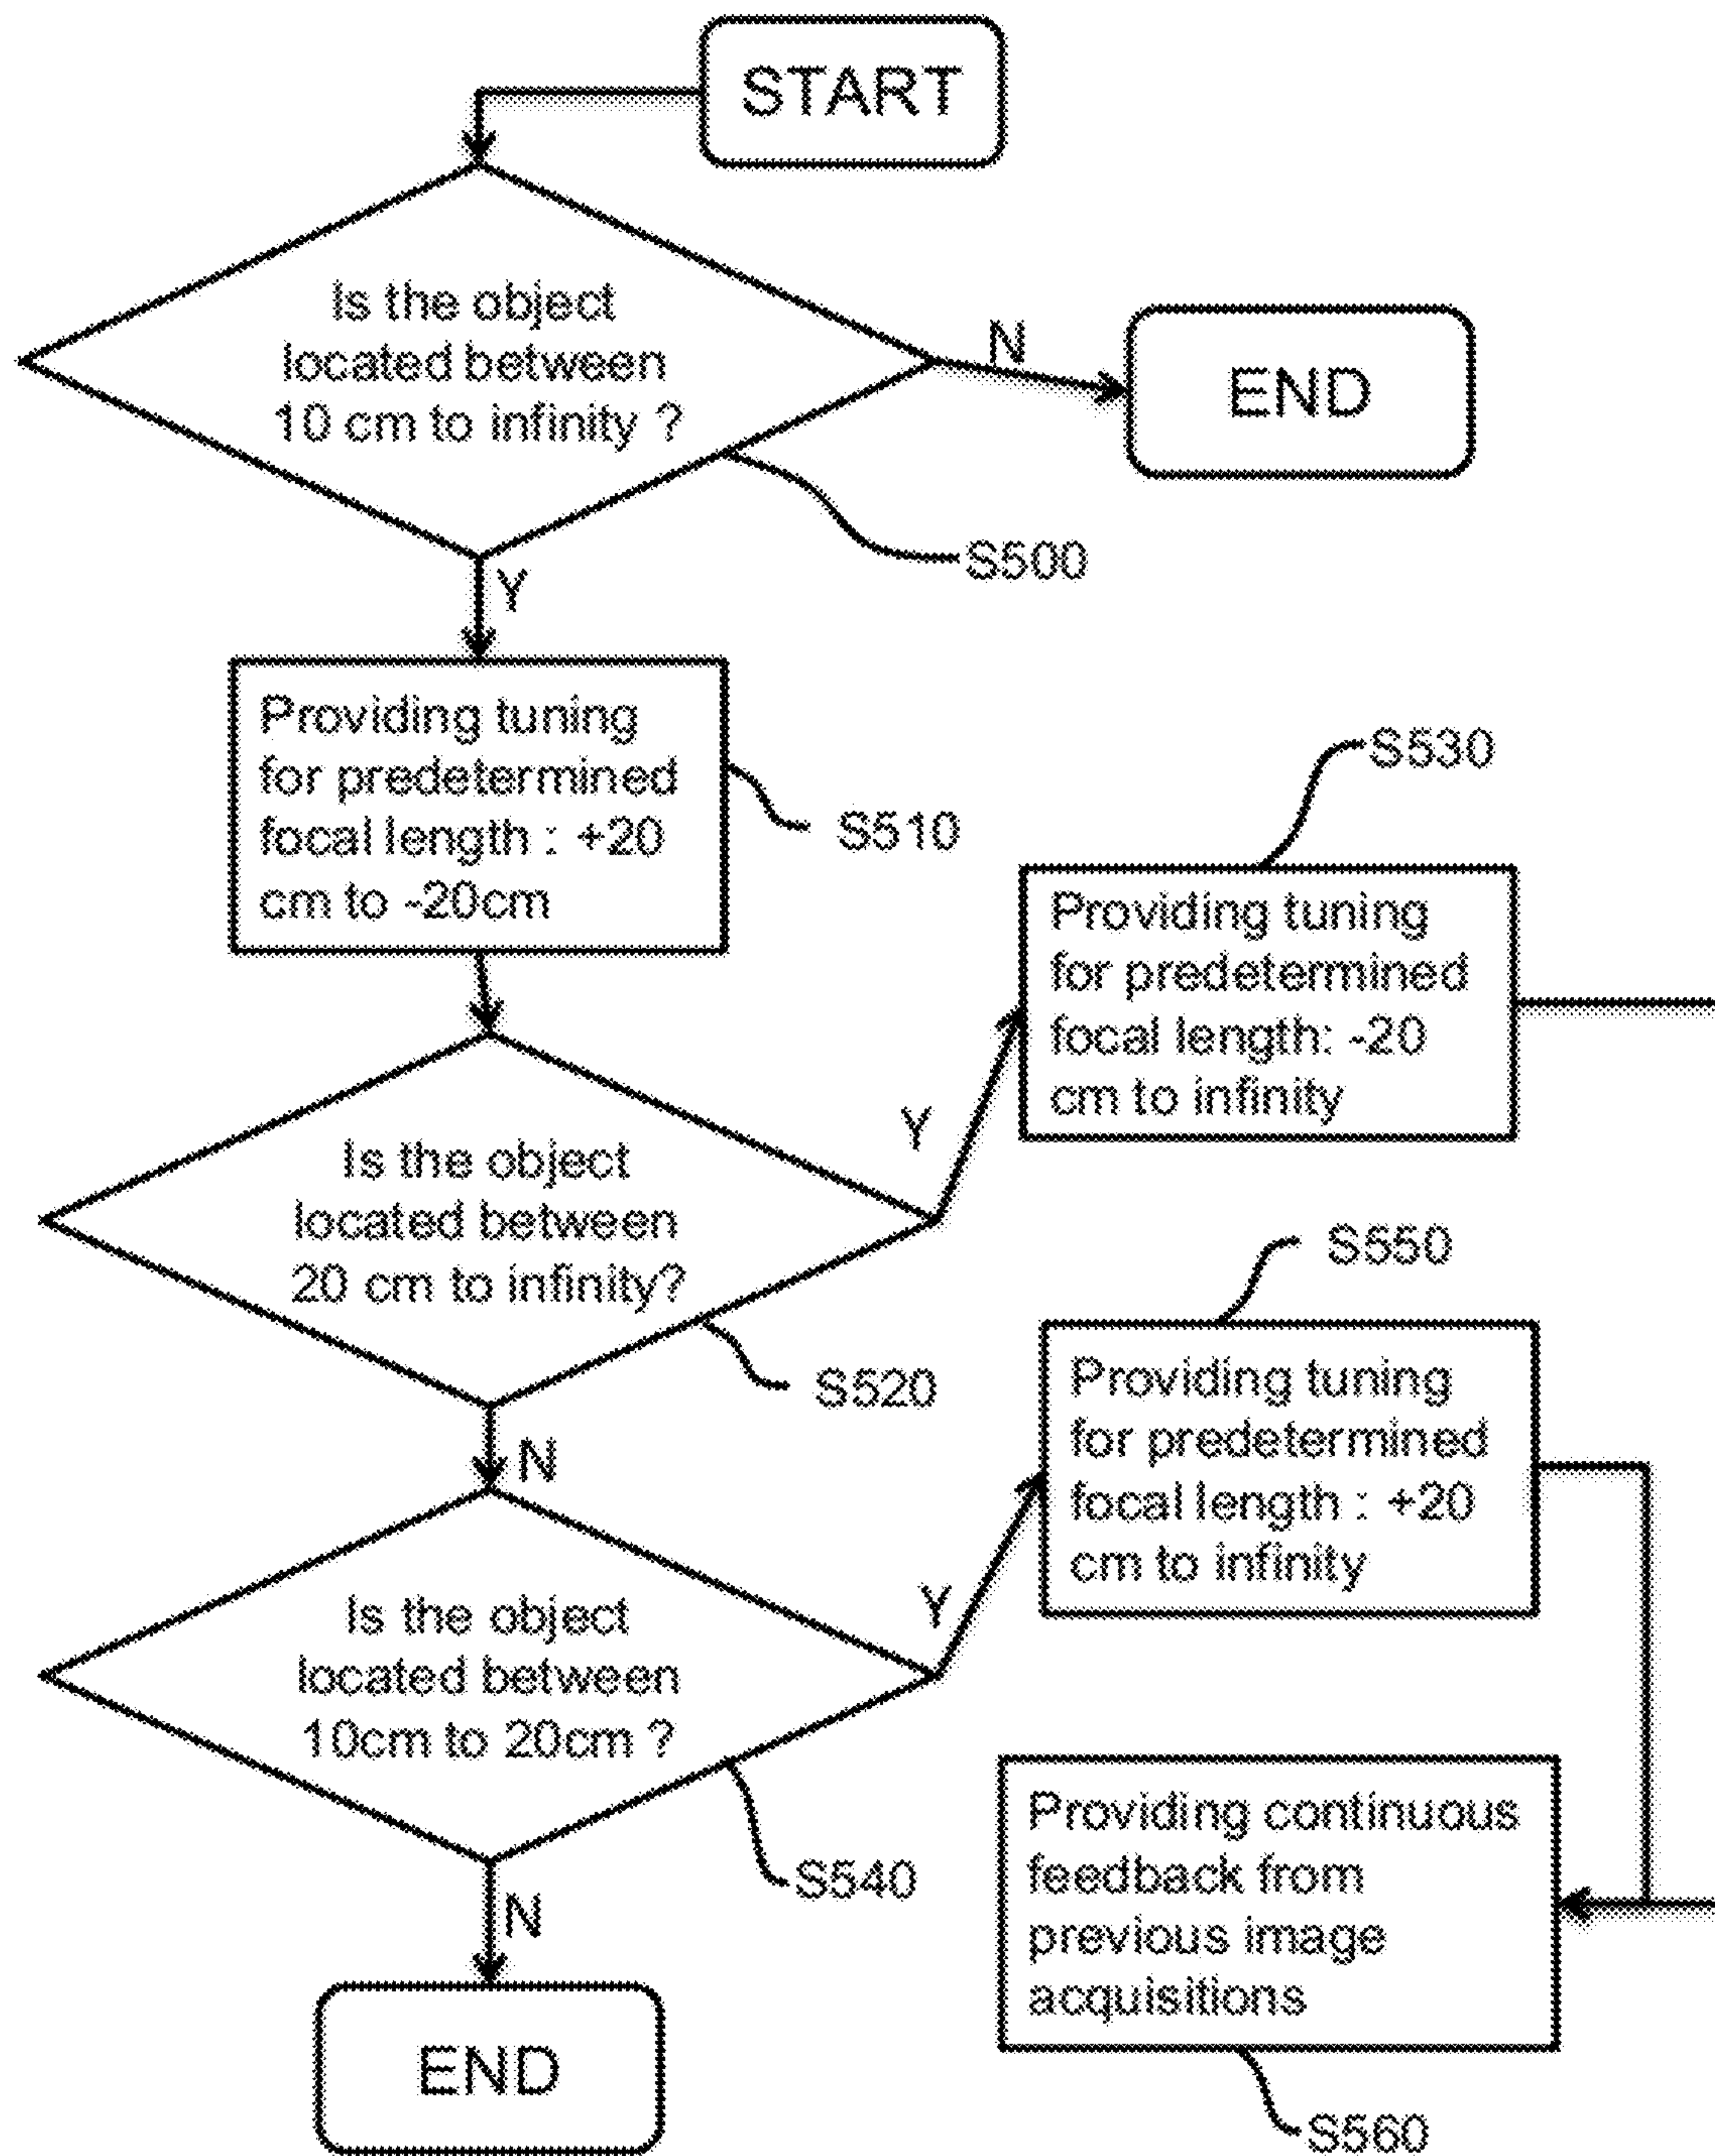 START
Is the object
located between
10 cm to infinity ?
N
END
S500
Y
Providing tuning
for predetermined
focal length : +20
cm to -20cm
S510
S530
Providing tuning
for predetermined
focal length: -20
cm to infinity
Y
Is the object
located between
20 cm to infinity?
S520
N
S550
Providing tuning
for predetermined
focal length : +20
cm to infinity
Y
Is the object
located between
10cm to 20cm ?
S540
N
END
Providing continuous
feedback from
previous image
acquisitions
S560